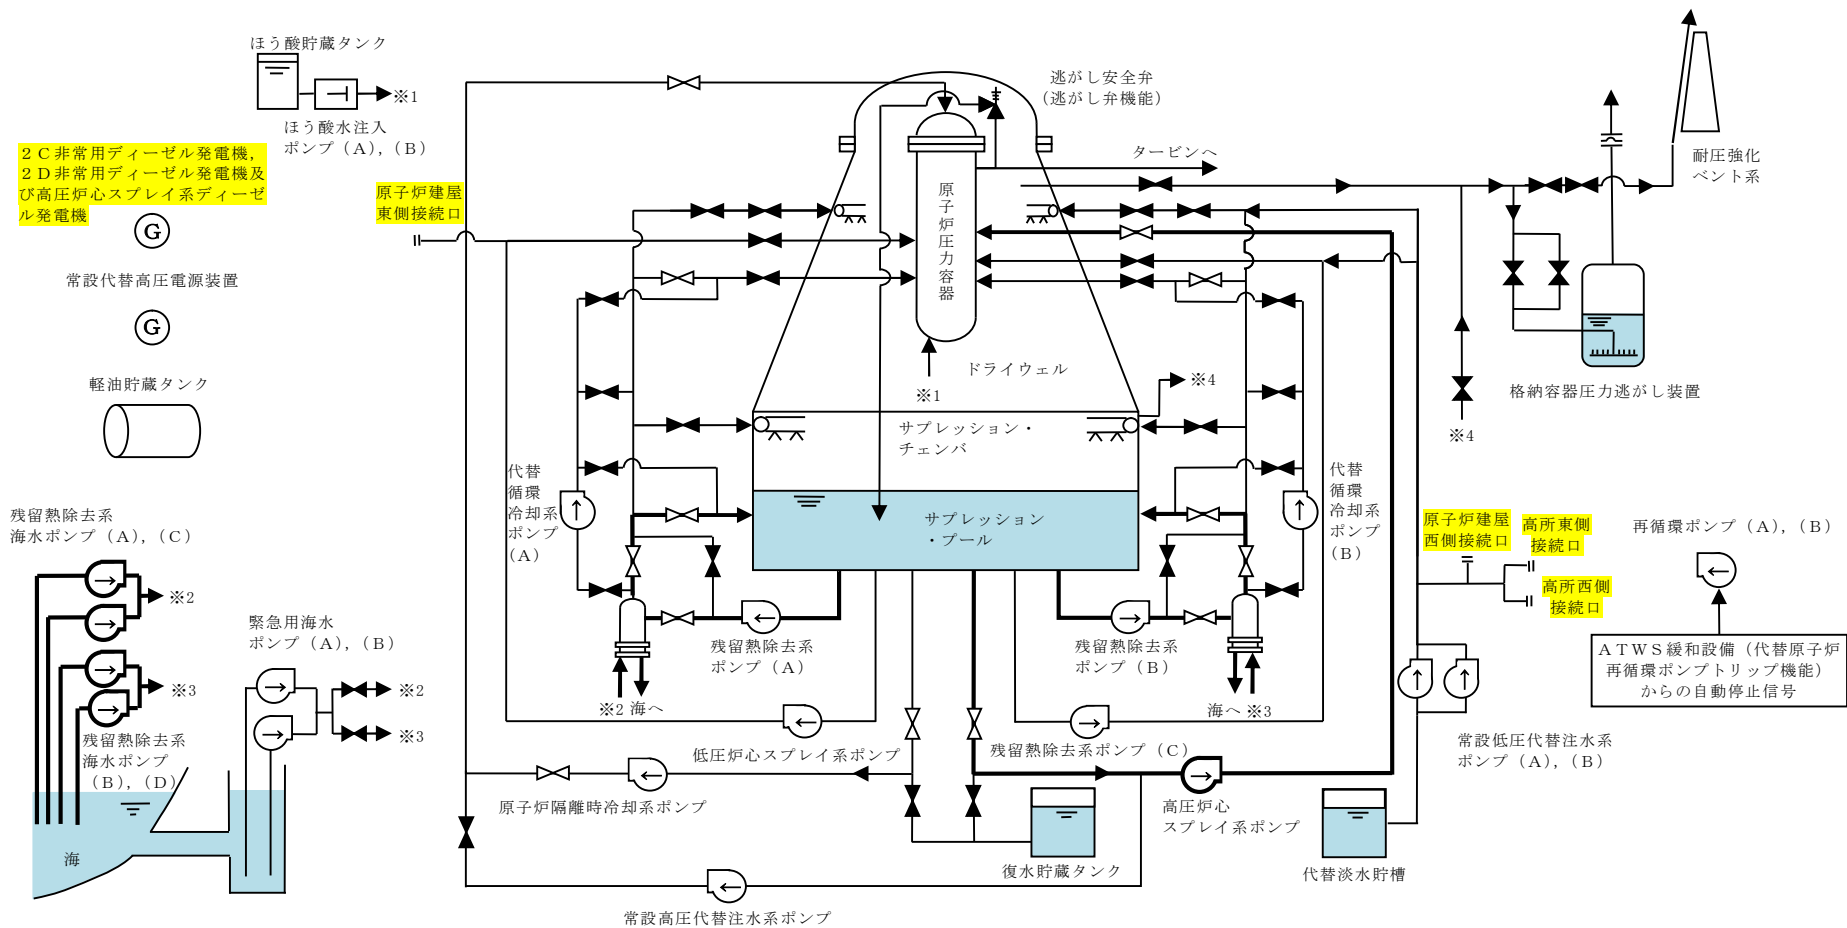 ほう酸貯蔵タンク
※1
ほう酸水注入
ポンプ（A），（B）
２Ｃ非常用ディーゼル発電機，
２Ｄ非常用ディーゼル発電機及
び高圧炉心スプレイ系ディーゼ
ル発電機
G
常設代替高圧電源装置
G
軽油貯蔵タンク
原子炉建屋
東側接続口
逃がし安全弁
（逃がし弁機能）
タービンへ
原子炉圧力容器
※1
ドライウェル
※4
サプレッション・
チェンバ
サプレッション
・プール
耐圧強化
ベント系
格納容器圧力逃がし装置
※4
代替
循環
冷却系
ポンプ
（A）
代替
循環
冷却系
ポンプ
（B）
残留熱除去系
海水ポンプ（A），（C）
※2
※3
残留熱除去系
海水ポンプ
（B），（D）
海
緊急用海水
ポンプ（A），（B）
※2
※3
残留熱除去系
ポンプ（A）
※2 海へ
残留熱除去系
ポンプ（B）
海へ ※3
低圧炉心スプレイ系ポンプ
残留熱除去系ポンプ（C）
原子炉隔離時冷却系ポンプ
高圧炉心
スプレイ系ポンプ
復水貯蔵タンク
常設高圧代替注水系ポンプ
原子炉建屋
西側接続口
高所東側
接続口
高所西側
接続口
再循環ポンプ（A），（B）
ＡＴＷＳ緩和設備（代替原子炉
再循環ポンプトリップ機能）
からの自動停止信号
常設低圧代替注水系
ポンプ（A），（B）
代替淡水貯槽